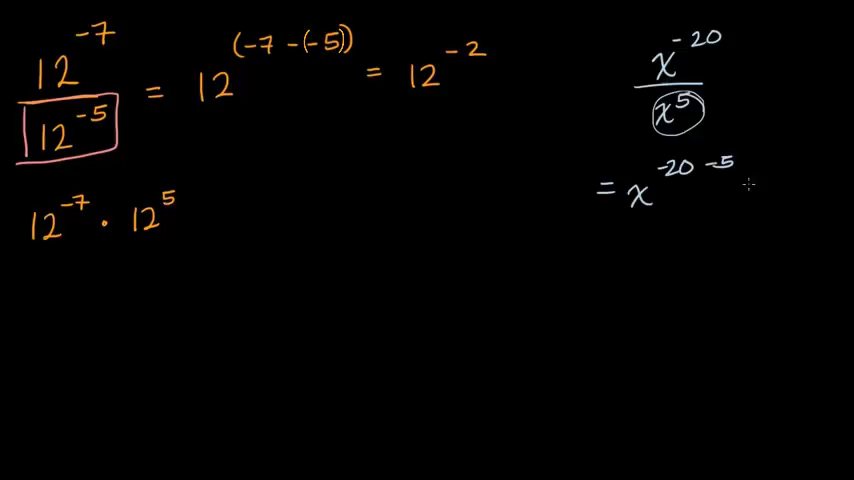 12^-7 / 12^-5 = 12^(-7 - (-5)) = 12^-2
12^-7 · 12^5
x^-20 / x^5
= x^-20 -5